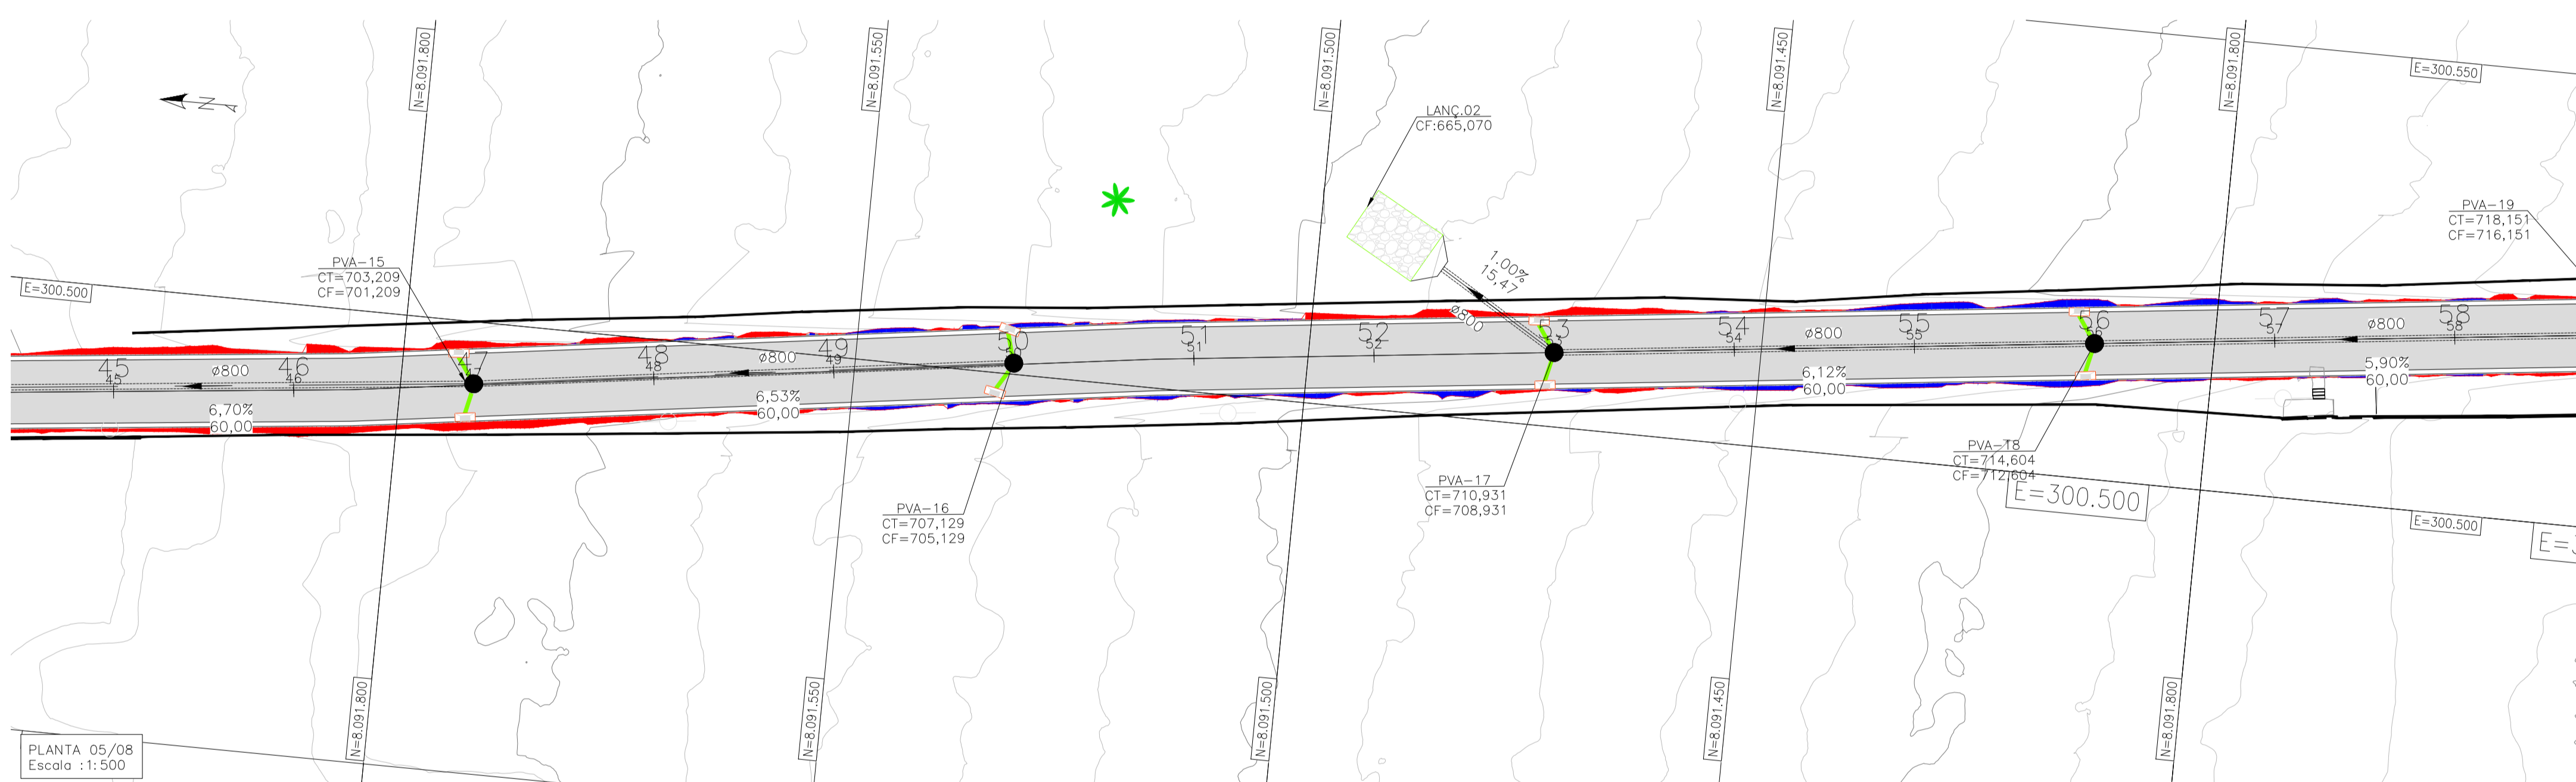 N=8.091.800
N=8.091.550
N=8.091.500
N=8.091.450
N=8.091.800
E=300.550
N
LANÇ.02
CF:665,070
PVA-19
CT=718,151
CF=716,151
1.00%
15,47
ø800
PVA-15
CT=703,209
CF=701,209
E=300.500
45
46
47
48
49
50
51
52
53
54
55
56
57
58
45
46
48
49
51
52
54
55
57
58
ø800
ø800
ø800
ø800
6,70%
60,00
6,53%
60,00
6,12%
60,00
5,90%
60,00
PVA-16
CT=707,129
CF=705,129
PVA-17
CT=710,931
CF=708,931
PVA-18
CT=714,604
CF=712,604
E=300.500
E=300.500
N=8.091.800
N=8.091.550
N=8.091.500
N=8.091.450
N=8.091.800
PLANTA 05/08
Escala :1:500